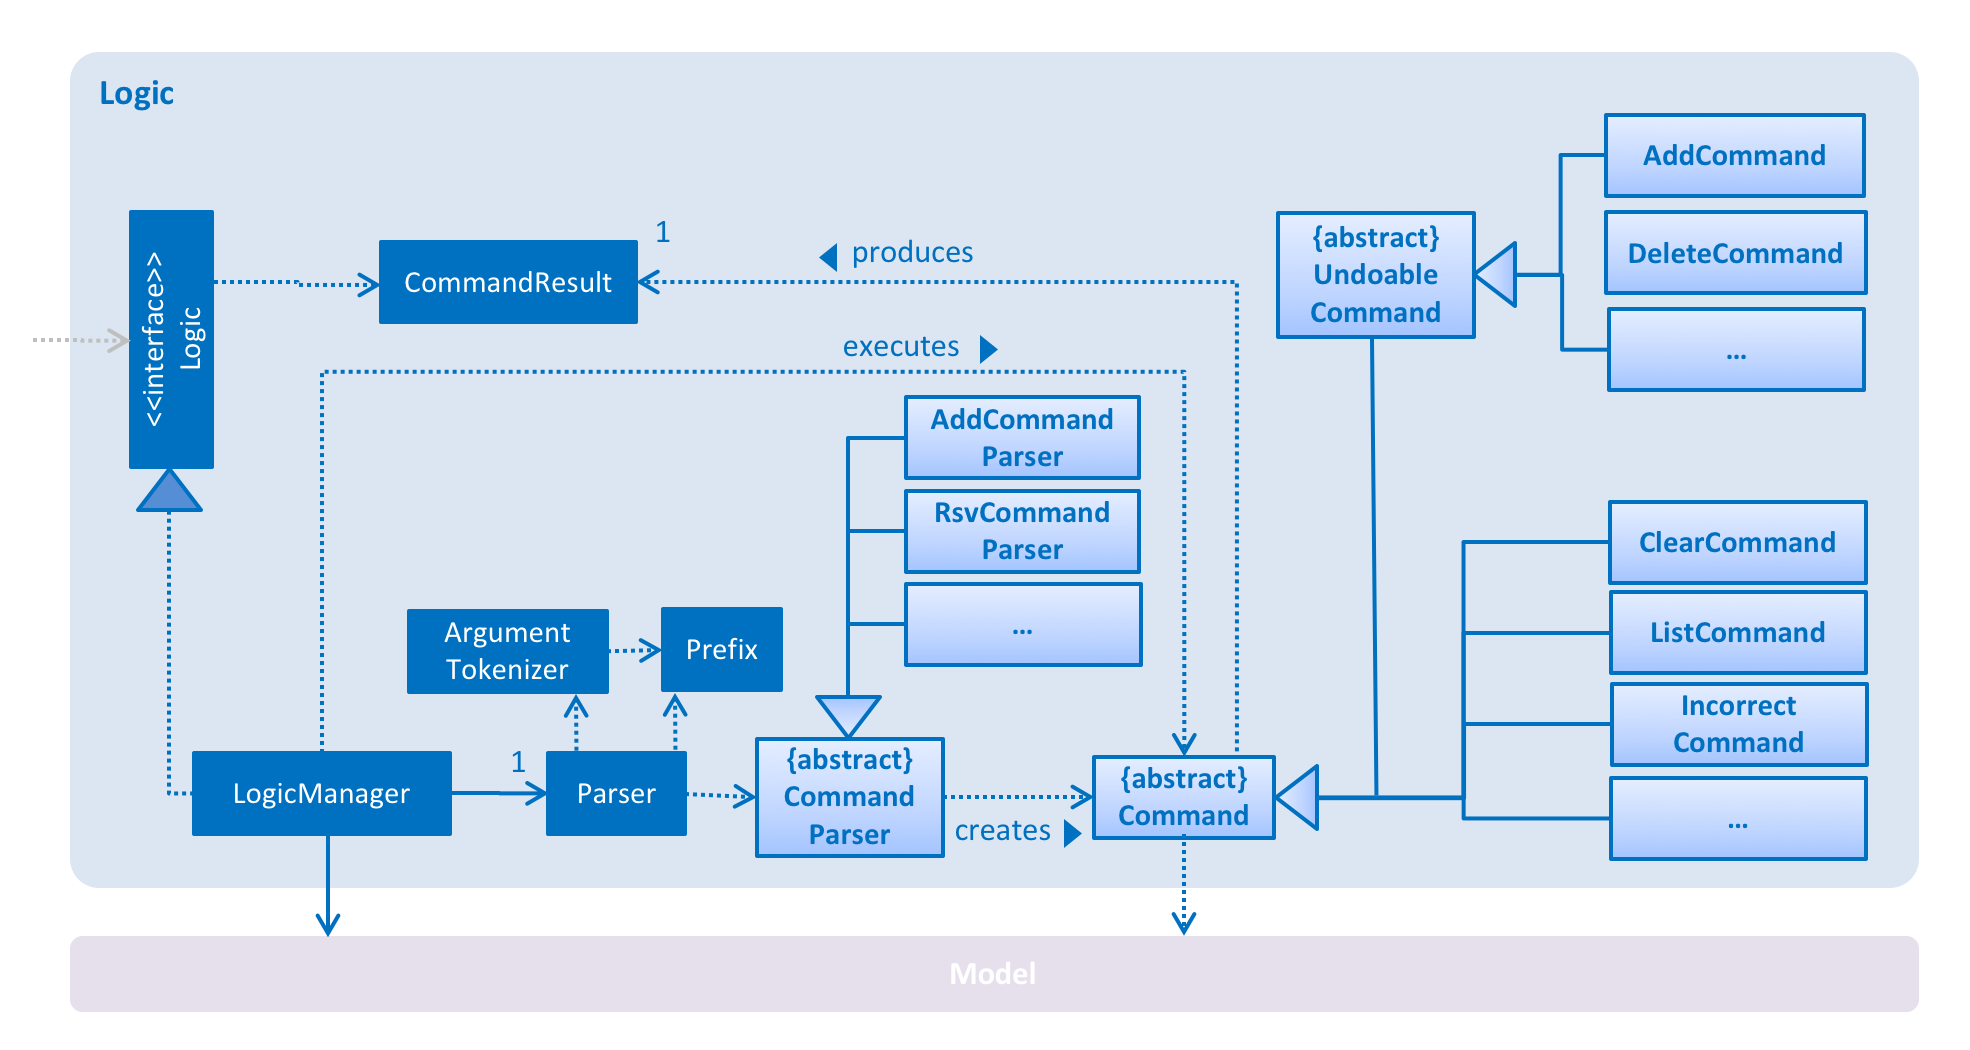 Logic
AddCommand
DeleteCommand
...
{abstract}
Undoable
Command
1
produces
CommandResult
<<interface>>
Logic
executes
AddCommand
Parser
RsvCommand
Parser
...
ClearCommand
ListCommand
Incorrect
Command
...
Argument
Tokenizer
Prefix
LogicManager
1
Parser
{abstract}
Command
Parser
creates
{abstract}
Command
Model